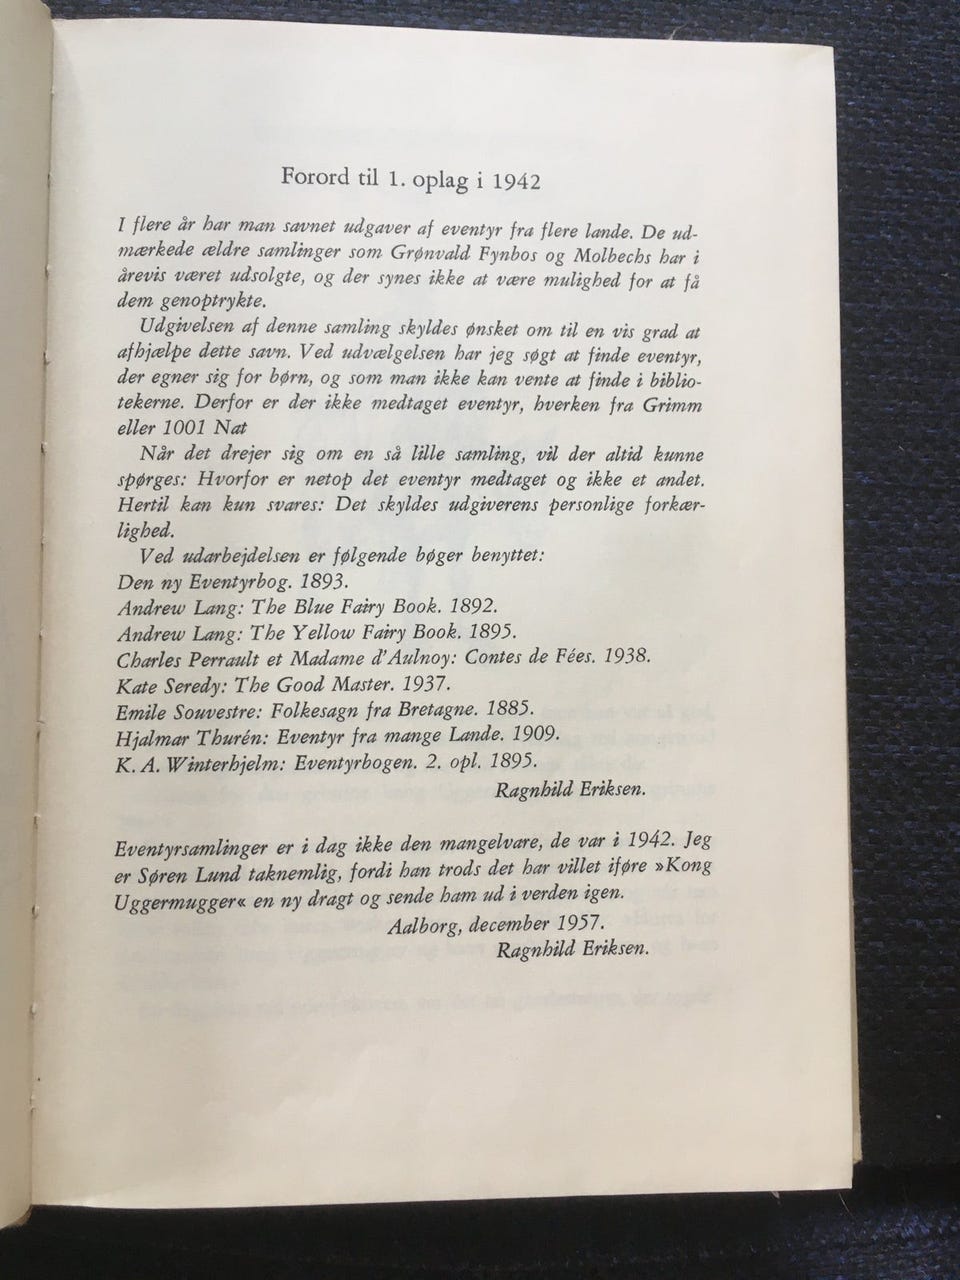 Forord til 1. oplag i 1942
I flere år har man savnet udgaver af eventyr fra flere lande. De ud-
mærkede ældre samlinger som Grønvald Fynbos og Molbechs har i
årevis været udsolgte, og der synes ikke at være mulighed for at få
dem genoptrykte.
Udgivelsen af denne samling skyldes ønsket om til en vis grad at
afhjælpe dette savn. Ved udvælgelsen har jeg søgt at finde eventyr,
der egner sig for børn, og som man ikke kan vente at finde i biblio-
tekerne. Derfor er der ikke medtaget eventyr, hverken fra Grimm
eller 1001 Nat
Når det drejer sig om en så lille samling, vil der altid kunne
spørges: Hvorfor er netop det eventyr medtaget og ikke et andet.
Hertil kan kun svares: Det skyldes udgiverens personlige forkær-
lighed.
Ved udarbejdelsen er følgende bøger benyttet:
Den ny Eventyrbog. 1893.
Andrew Lang: The Blue Fairy Book. 1892.
Andrew Lang: The Yellow Fairy Book. 1895.
Charles Perrault et Madame d'Aulnoy: Contes de Fées. 1938.
Kate Seredy: The Good Master. 1937.
Emile Souvestre: Folkesagn fra Bretagne. 1885.
Hjalmar Thurén: Eventyr fra mange Lande. 1909.
K. A. Winterhjelm: Eventyrbogen. 2. opl. 1895.
Ragnhild Eriksen.
Eventyrsamlinger er i dag ikke den mangelvare, de var i 1942. Jeg
er Søren Lund taknemlig, fordi han trods det har villet iføre »Kong
Uggermugger« en ny dragt og sende ham ud i verden igen.
Aalborg, december 1957.
Ragnhild Eriksen.